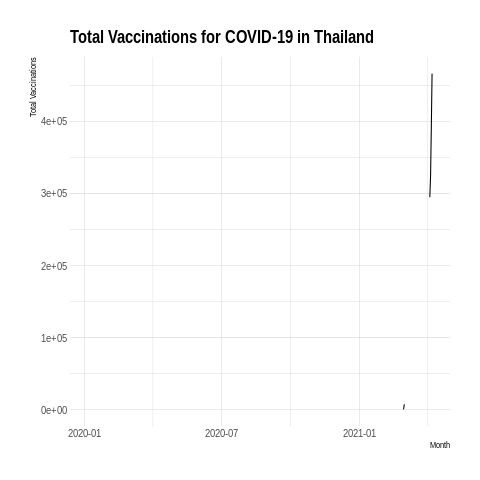 Total Vaccinations for COVID-19 in Thailand
Total Vaccinations
4e+05
3e+05
2e+05
1e+05
0e+00
2020-01
2020-07
2021-01
Month